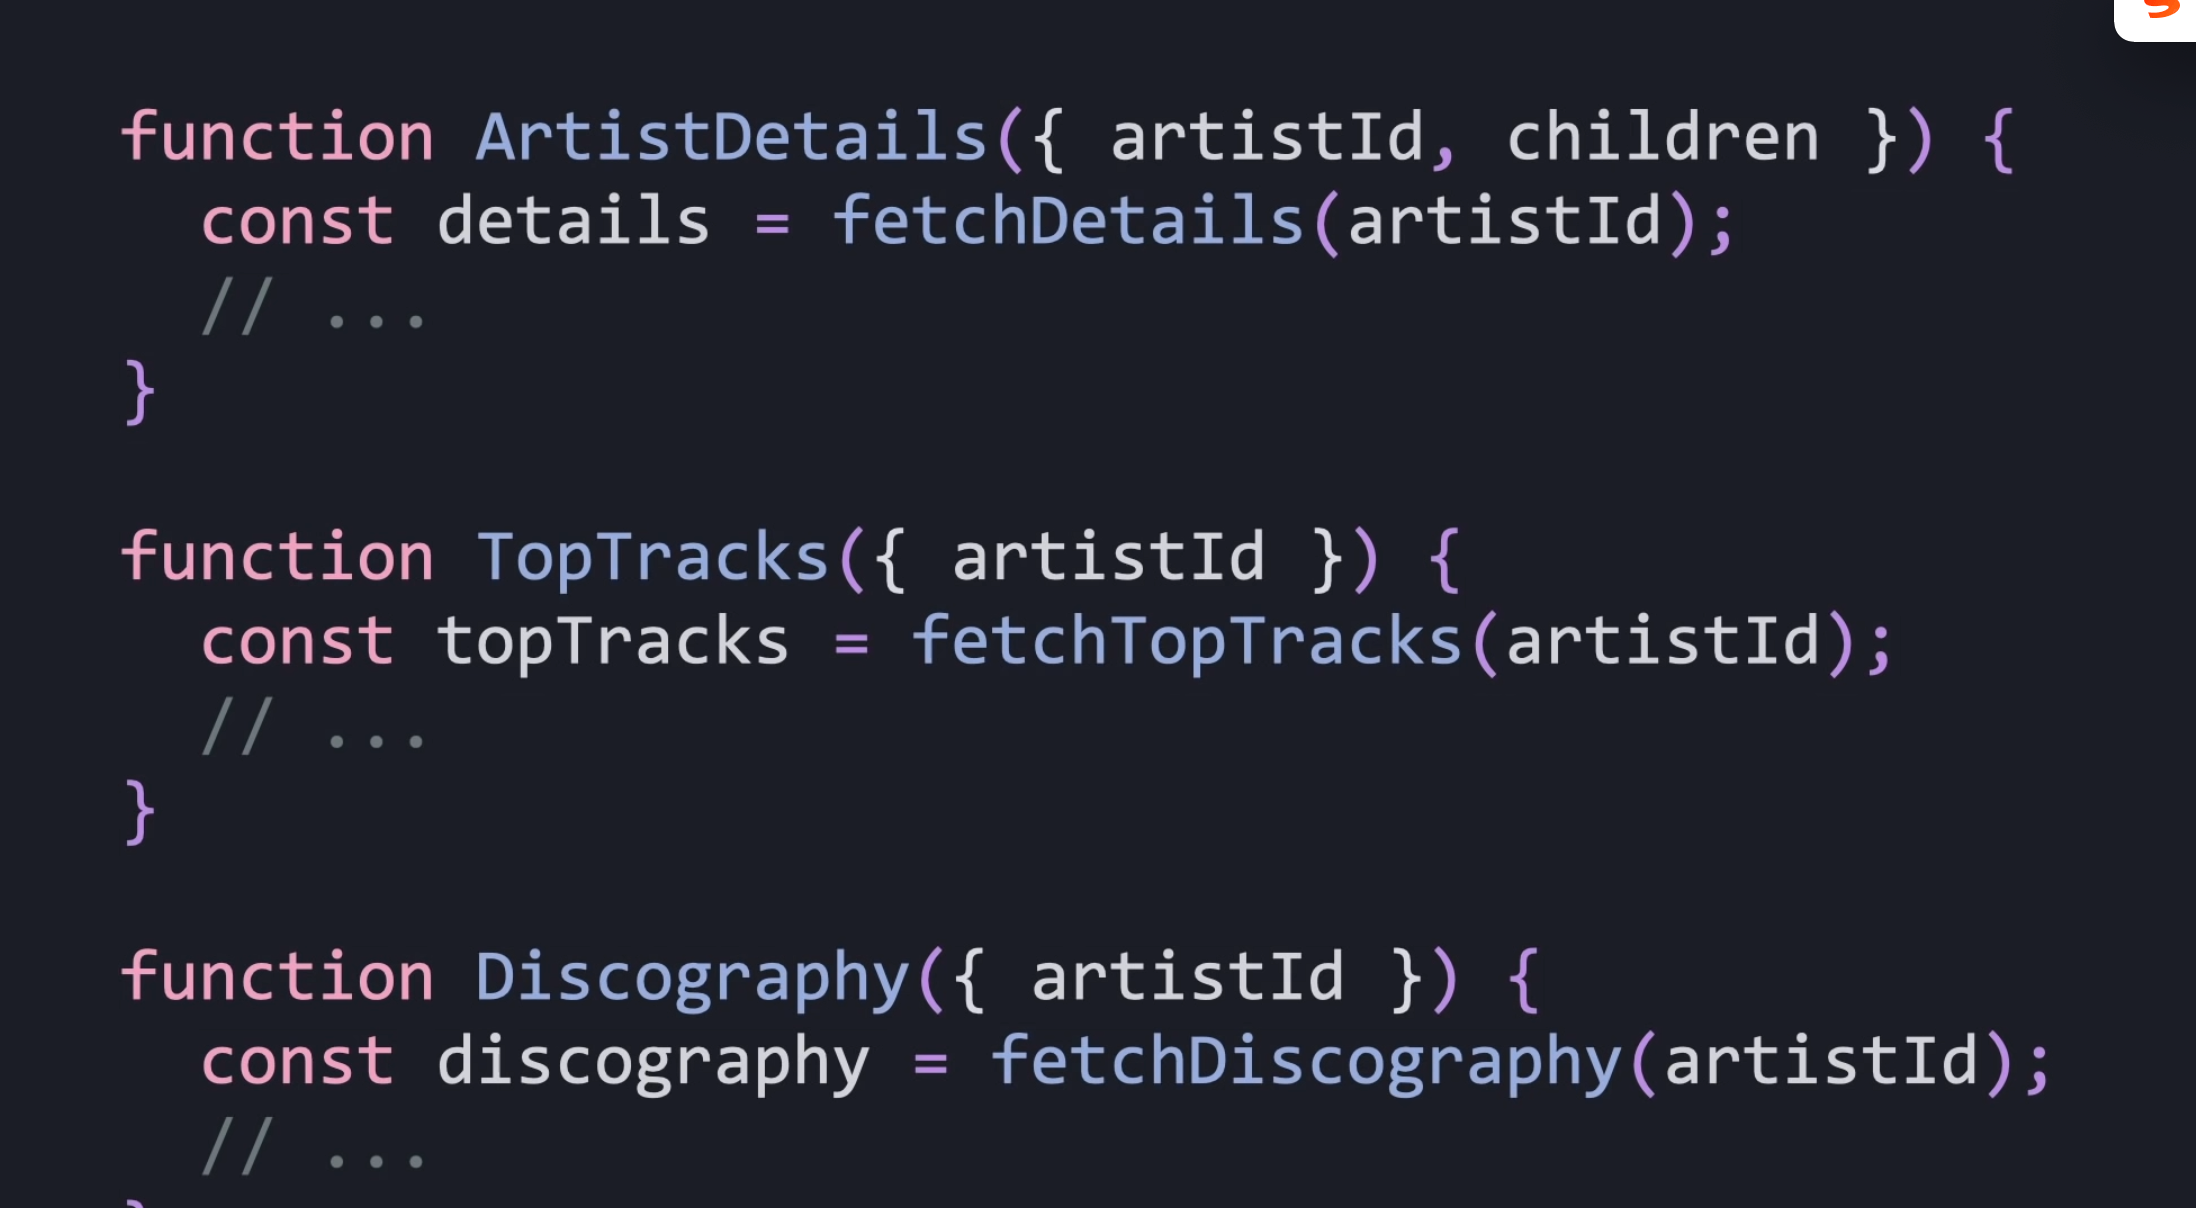 function ArtistDetails({ artistId, children }) {
  const details = fetchDetails(artistId);
  // ...
}

function TopTracks({ artistId }) {
  const topTracks = fetchTopTracks(artistId);
  // ...
}

function Discography({ artistId }) {
  const discography = fetchDiscography(artistId);
  // ...
}